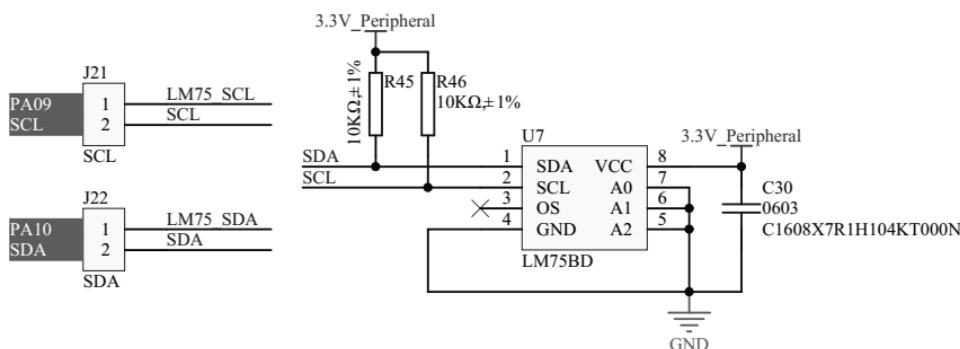 3.3V_Peripheral
J21
PA09
SCL
1
2
LM75_SCL
SCL
SCL
J22
PA10
SDA
1
2
LM75_SDA
SDA
SDA
R45
10KΩ,±1%
R46
10KΩ,±1%
SDA
SCL
U7
1
2
3
4
SDA
SCL
OS
GND
VCC
A0
A1
A2
8
7
6
5
LM75BD
3.3V_Peripheral
C30
0603
C1608X7R1H104KT000N
GND